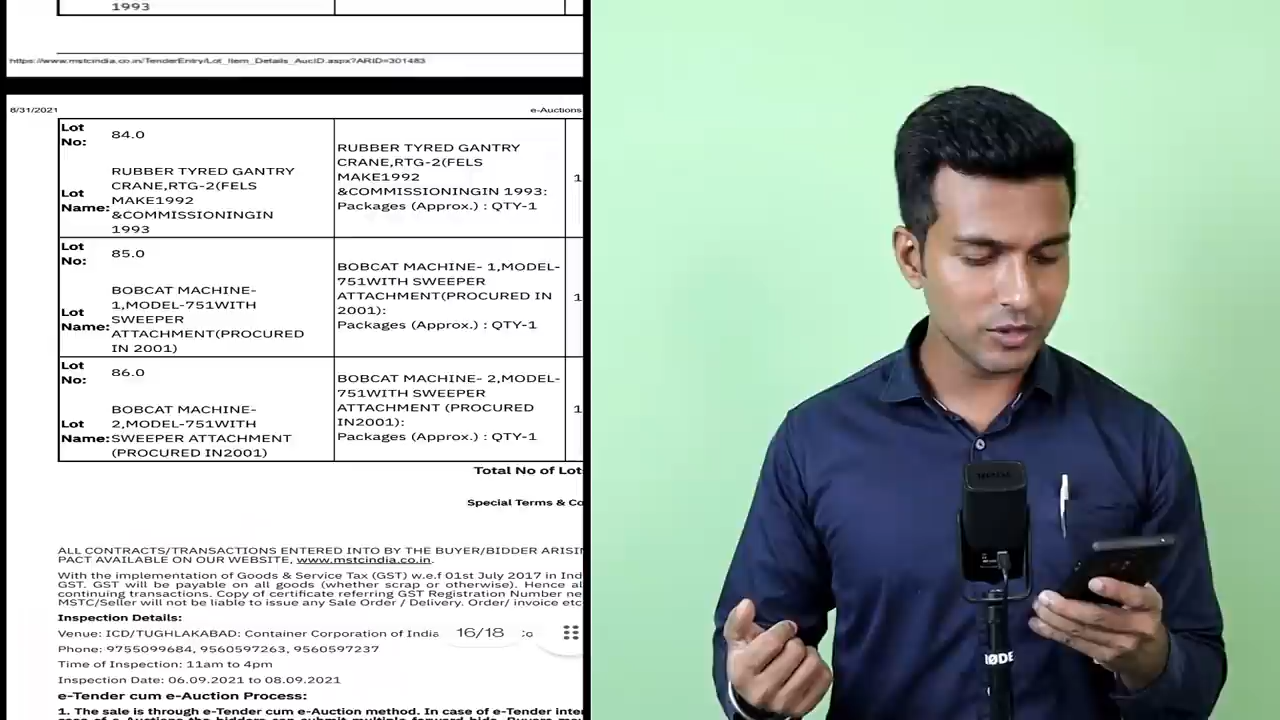 1993
https://www.mstcindia.co.in/TenderEntry/Lot_Item_Details_AucID.aspx?ARID=301483
8/31/2021
e-Auctions
Lot No: 84.0
Lot Name: RUBBER TYRED GANTRY
CRANE,RTG-2(FELS
MAKE1992
&COMMISSIONINGIN
1993
RUBBER TYRED GANTRY
CRANE,RTG-2(FELS
MAKE1992
&COMMISSIONINGIN 1993:
Packages (Approx.) : QTY-1
1
Lot No: 85.0
Lot Name: BOBCAT MACHINE-
1,MODEL-751WITH
SWEEPER
ATTACHMENT(PROCURED
IN 2001)
BOBCAT MACHINE- 1,MODEL-
751WITH SWEEPER
ATTACHMENT(PROCURED IN
2001):
Packages (Approx.) : QTY-1
1
Lot No: 86.0
Lot Name: BOBCAT MACHINE-
2,MODEL-751WITH
SWEEPER ATTACHMENT
(PROCURED IN2001)
BOBCAT MACHINE- 2,MODEL-
751WITH SWEEPER
ATTACHMENT (PROCURED
IN2001):
Packages (Approx.) : QTY-1
1
Total No of Lot
Special Terms & Co
ALL CONTRACTS/TRANSACTIONS ENTERED INTO BY THE BUYER/BIDDER ARISI
PACT AVAILABLE ON OUR WEBSITE, www.mstcindia.co.in.
With the implementation of Goods & Service Tax (GST) w.e.f 01st July 2017 in Ind
GST. GST will be payable on all goods (whether scrap or otherwise). Hence al
continuing transactions. Copy of certificate referring GST Registration Number ne
MSTC/Seller will not be liable to issue any Sale Order / Delivery. Order/ invoice etc
Inspection Details:
Venue: ICD/TUGHLAKABAD: Container Corporation of India
16/18
Phone: 9755099684, 9560597263, 9560597237
Time of Inspection: 11am to 4pm
Inspection Date: 06.09.2021 to 08.09.2021
e-Tender cum e-Auction Process:
1. The sale is through e-Tender cum e-Auction method. In case of e-Tender inter
RØDE